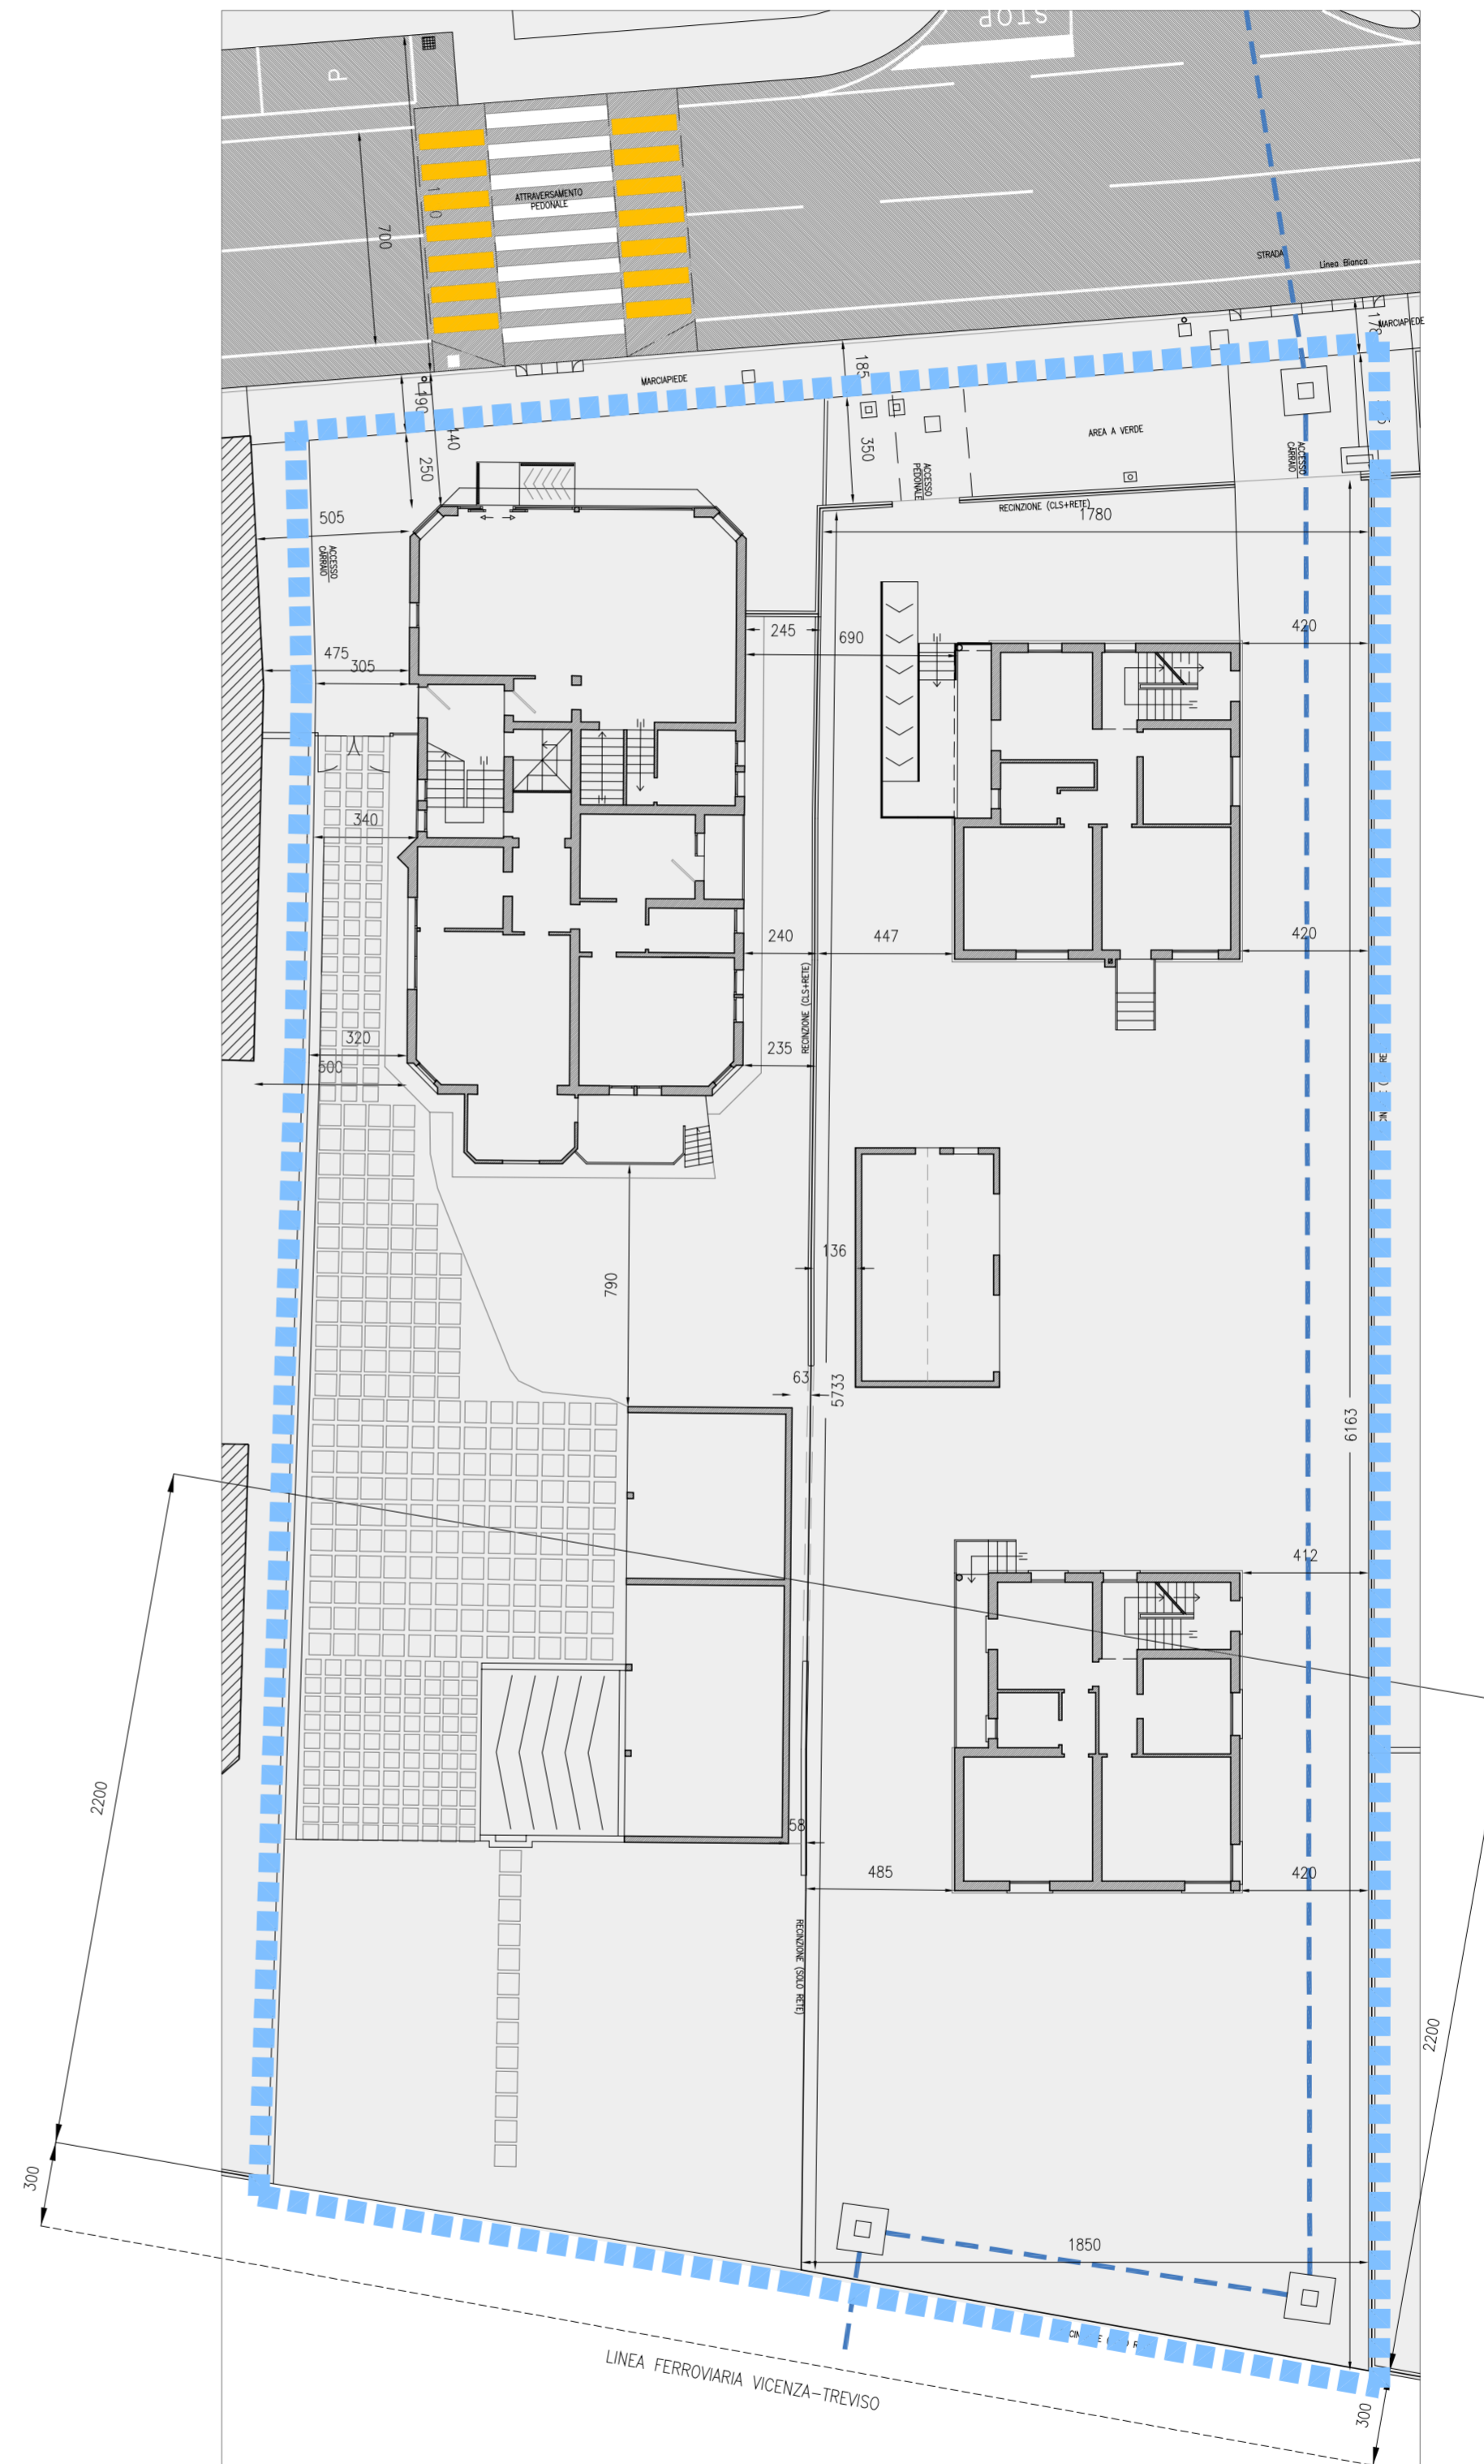 STOP
P
ATTRAVERSAMENTO
PEDONALE
700
STRADA
Linea Bianca
MARCIAPIEDE
MARCIAPIEDE
185
190
250
350
AREA A VERDE
ACCESSO
CARRAIO
ACCESSO
PEDONALE
RECINZIONE (CLS+RETE)
1780
505
ACCESSO
CARRAIO
475
305
245
690
420
340
240
447
420
RECINZIONE (CLS+RETE)
320
500
235
136
790
63
5733
6163
412
2200
58
485
420
RECINZIONE (SOLO RETE)
2200
300
1850
LINEA FERROVIARIA VICENZA-TREVISO
300